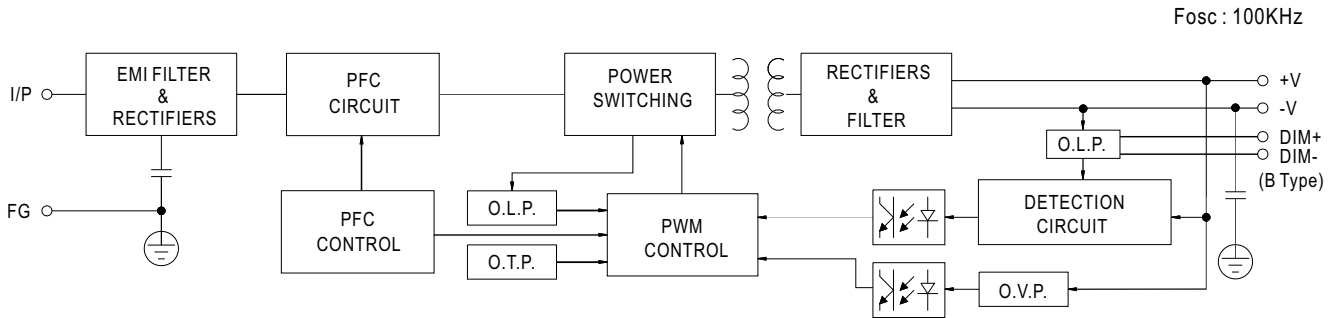 Fosc : 100KHz
I/P
EMI FILTER
&
RECTIFIERS
PFC
CIRCUIT
POWER
SWITCHING
RECTIFIERS
&
FILTER
+V
-V
O.L.P.
DIM+
DIM-
(B Type)
FG
PFC
CONTROL
O.L.P.
O.T.P.
PWM
CONTROL
DETECTION
CIRCUIT
O.V.P.